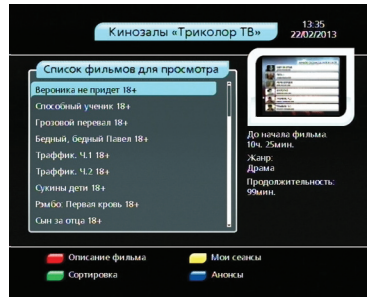 Кинозалы «Триколор ТВ»
13:35
22/02/2013
Список фильмов для просмотра
Вероника не придет 18+
Способный ученик 18+
Грозовой перевал 18+
Бедный, бедный Павел 18+
Траффик. Ч.1 18+
Траффик. Ч.2 18+
Сукины дети 18+
Рэмбо: Первая кровь 18+
Сын за отца 18+
До начала фильма
10ч. 25мин.
Жанр:
Драма
Продолжительность:
99мин.
Описание фильма
Мои сеансы
Сортировка
Анонсы